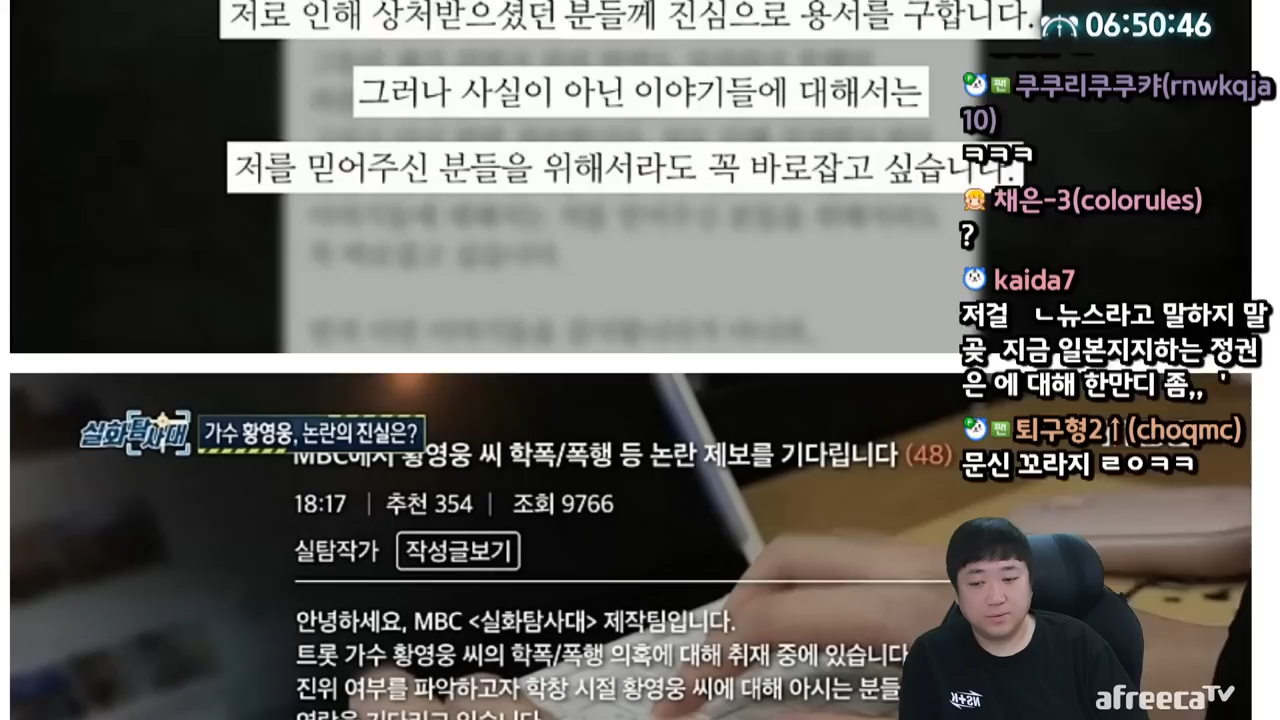 저로 인해 상처받으셨던 분들께 진심으로 용서를 구합니다.
06:50:46
그러나 사실이 아닌 이야기들에 대해서는
저를 믿어주신 분들을 위해서라도 꼭 바로잡고 싶습니다.
팬 쿠쿠리쿠쿠캬(rnwkqja
10)
ㅋㅋㅋ
채은-3(colorules)
?
kaida7
저걸 ㄴ뉴스라고 말하지 말
곶 지금 일본지지하는 정권
은 에 대해 한만디 좀,, '
팬 퇴구형2↑(choqmc)
문신 꼬라지 ㄹㅇㅋㅋ
실화탐사대
가수 황영웅, 논란의 진실은?
MBC에서 황영웅 씨 학폭/폭행 등 논란 제보를 기다립니다 (48)
18:17 | 추천 354 | 조회 9766
실탐작가 작성글보기
안녕하세요, MBC <실화탐사대> 제작팀입니다.
트롯 가수 황영웅 씨의 학폭/폭행 의혹에 대해 취재 중에 있습니다
진위 여부를 파악하고자 학창 시절 황영웅 씨에 대해 아시는 분들
연락을 기다리고 있습니다
afreecaTV